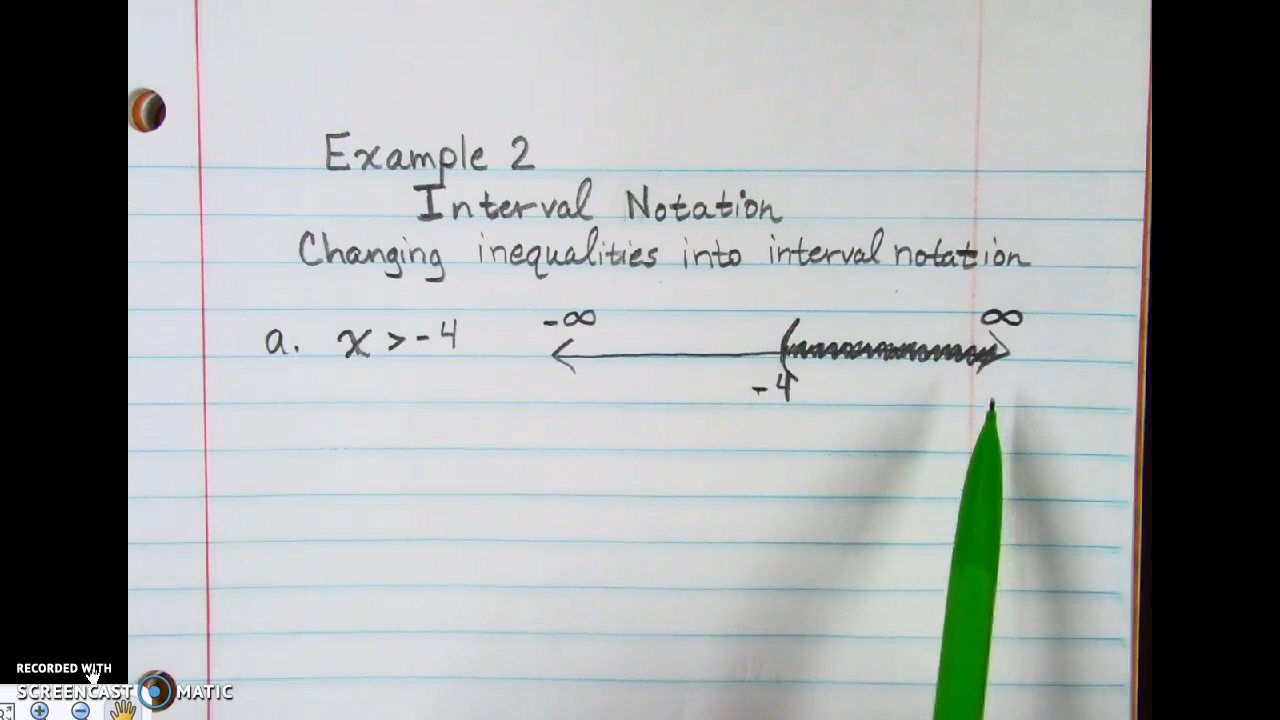 Example 2
Interval Notation
Changing inequalities into interval notation
a. x > -4
-∞ ∞
-4
RECORDED WITH
SCREENCAST MATIC